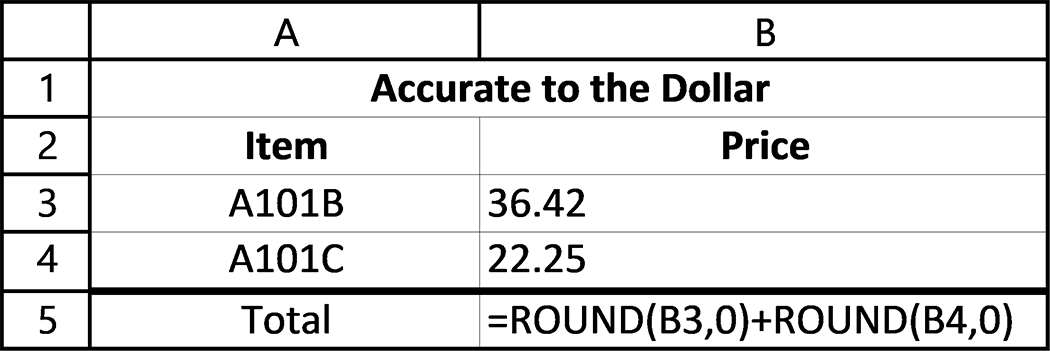 A B
1 Accurate to the Dollar
2 Item Price
3 A101B 36.42
4 A101C 22.25
5 Total =ROUND(B3,0)+ROUND(B4,0)